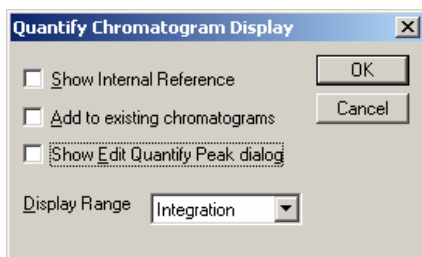 Quantify Chromatogram Display
Show Internal Reference
OK
Add to existing chromatograms
Cancel
Show Edit Quantify Peak dialog
Display Range Integration